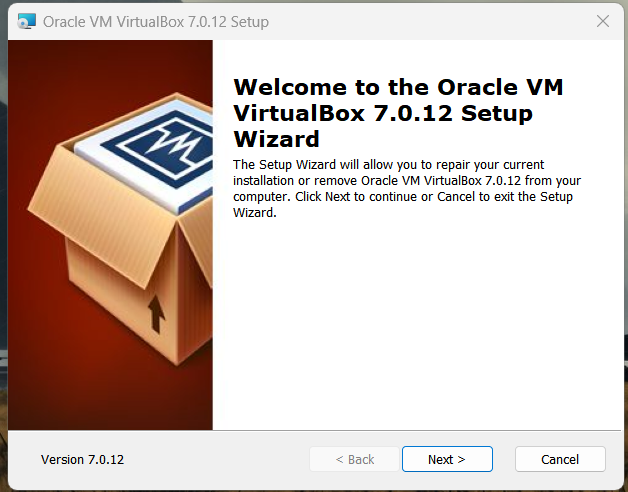 Oracle VM VirtualBox 7.0.12 Setup
Welcome to the Oracle VM
VirtualBox 7.0.12 Setup
Wizard
The Setup Wizard will allow you to repair your current
installation or remove Oracle VM VirtualBox 7.0.12 from your
computer. Click Next to continue or Cancel to exit the Setup
Wizard.
Version 7.0.12
< Back
Next >
Cancel